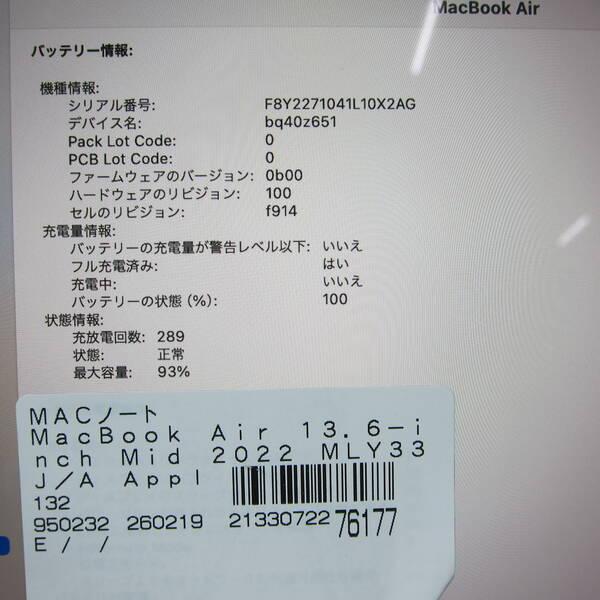 MacBook Air
バッテリー情報:
機種情報:
シリアル番号: F8Y2271041L10X2AG
デバイス名: bq40z651
Pack Lot Code: 0
PCB Lot Code: 0
ファームウェアのバージョン: 0b00
ハードウェアのリビジョン: 100
セルのリビジョン: f914
充電量情報:
バッテリーの充電量が警告レベル以下: いいえ
フル充電済み: はい
充電中: いいえ
バッテリーの状態 (%): 100
状態情報:
充放電回数: 289
状態: 正常
最大容量: 93%
MACノート
MacBook Air 13.6-i
nch Mid 2022 MLY33
J/A Appl
132
950232 260219 21330722 76177
E / /